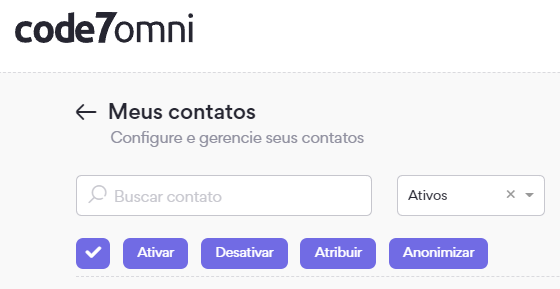 code7omni
Meus contatos
Configure e gerencie seus contatos
Buscar contato
Ativos
Ativar Desativar Atribuir Anonimizar